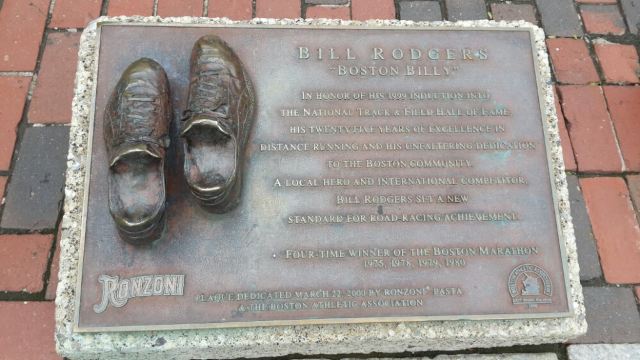 BILL RODGERS
"BOSTON BILLY"
IN HONOR OF HIS 1999 INDUCTION INTO
THE NATIONAL TRACK & FIELD HALL OF FAME,
HIS TWENTY-FIVE YEARS OF EXCELLENCE IN
DISTANCE RUNNING AND HIS UNFALTERING DEDICATION
TO THE BOSTON COMMUNITY.
A LOCAL HERO AND INTERNATIONAL COMPETITOR,
BILL RODGERS SET A NEW
STANDARD FOR ROAD-RACING ACHIEVEMENT.
• FOUR-TIME WINNER OF THE BOSTON MARATHON
1975, 1978, 1979, 1980
RONZONI
PLAQUE DEDICATED MARCH 22, 2000 BY RONZONI® PASTA
& THE BOSTON ATHLETIC ASSOCIATION